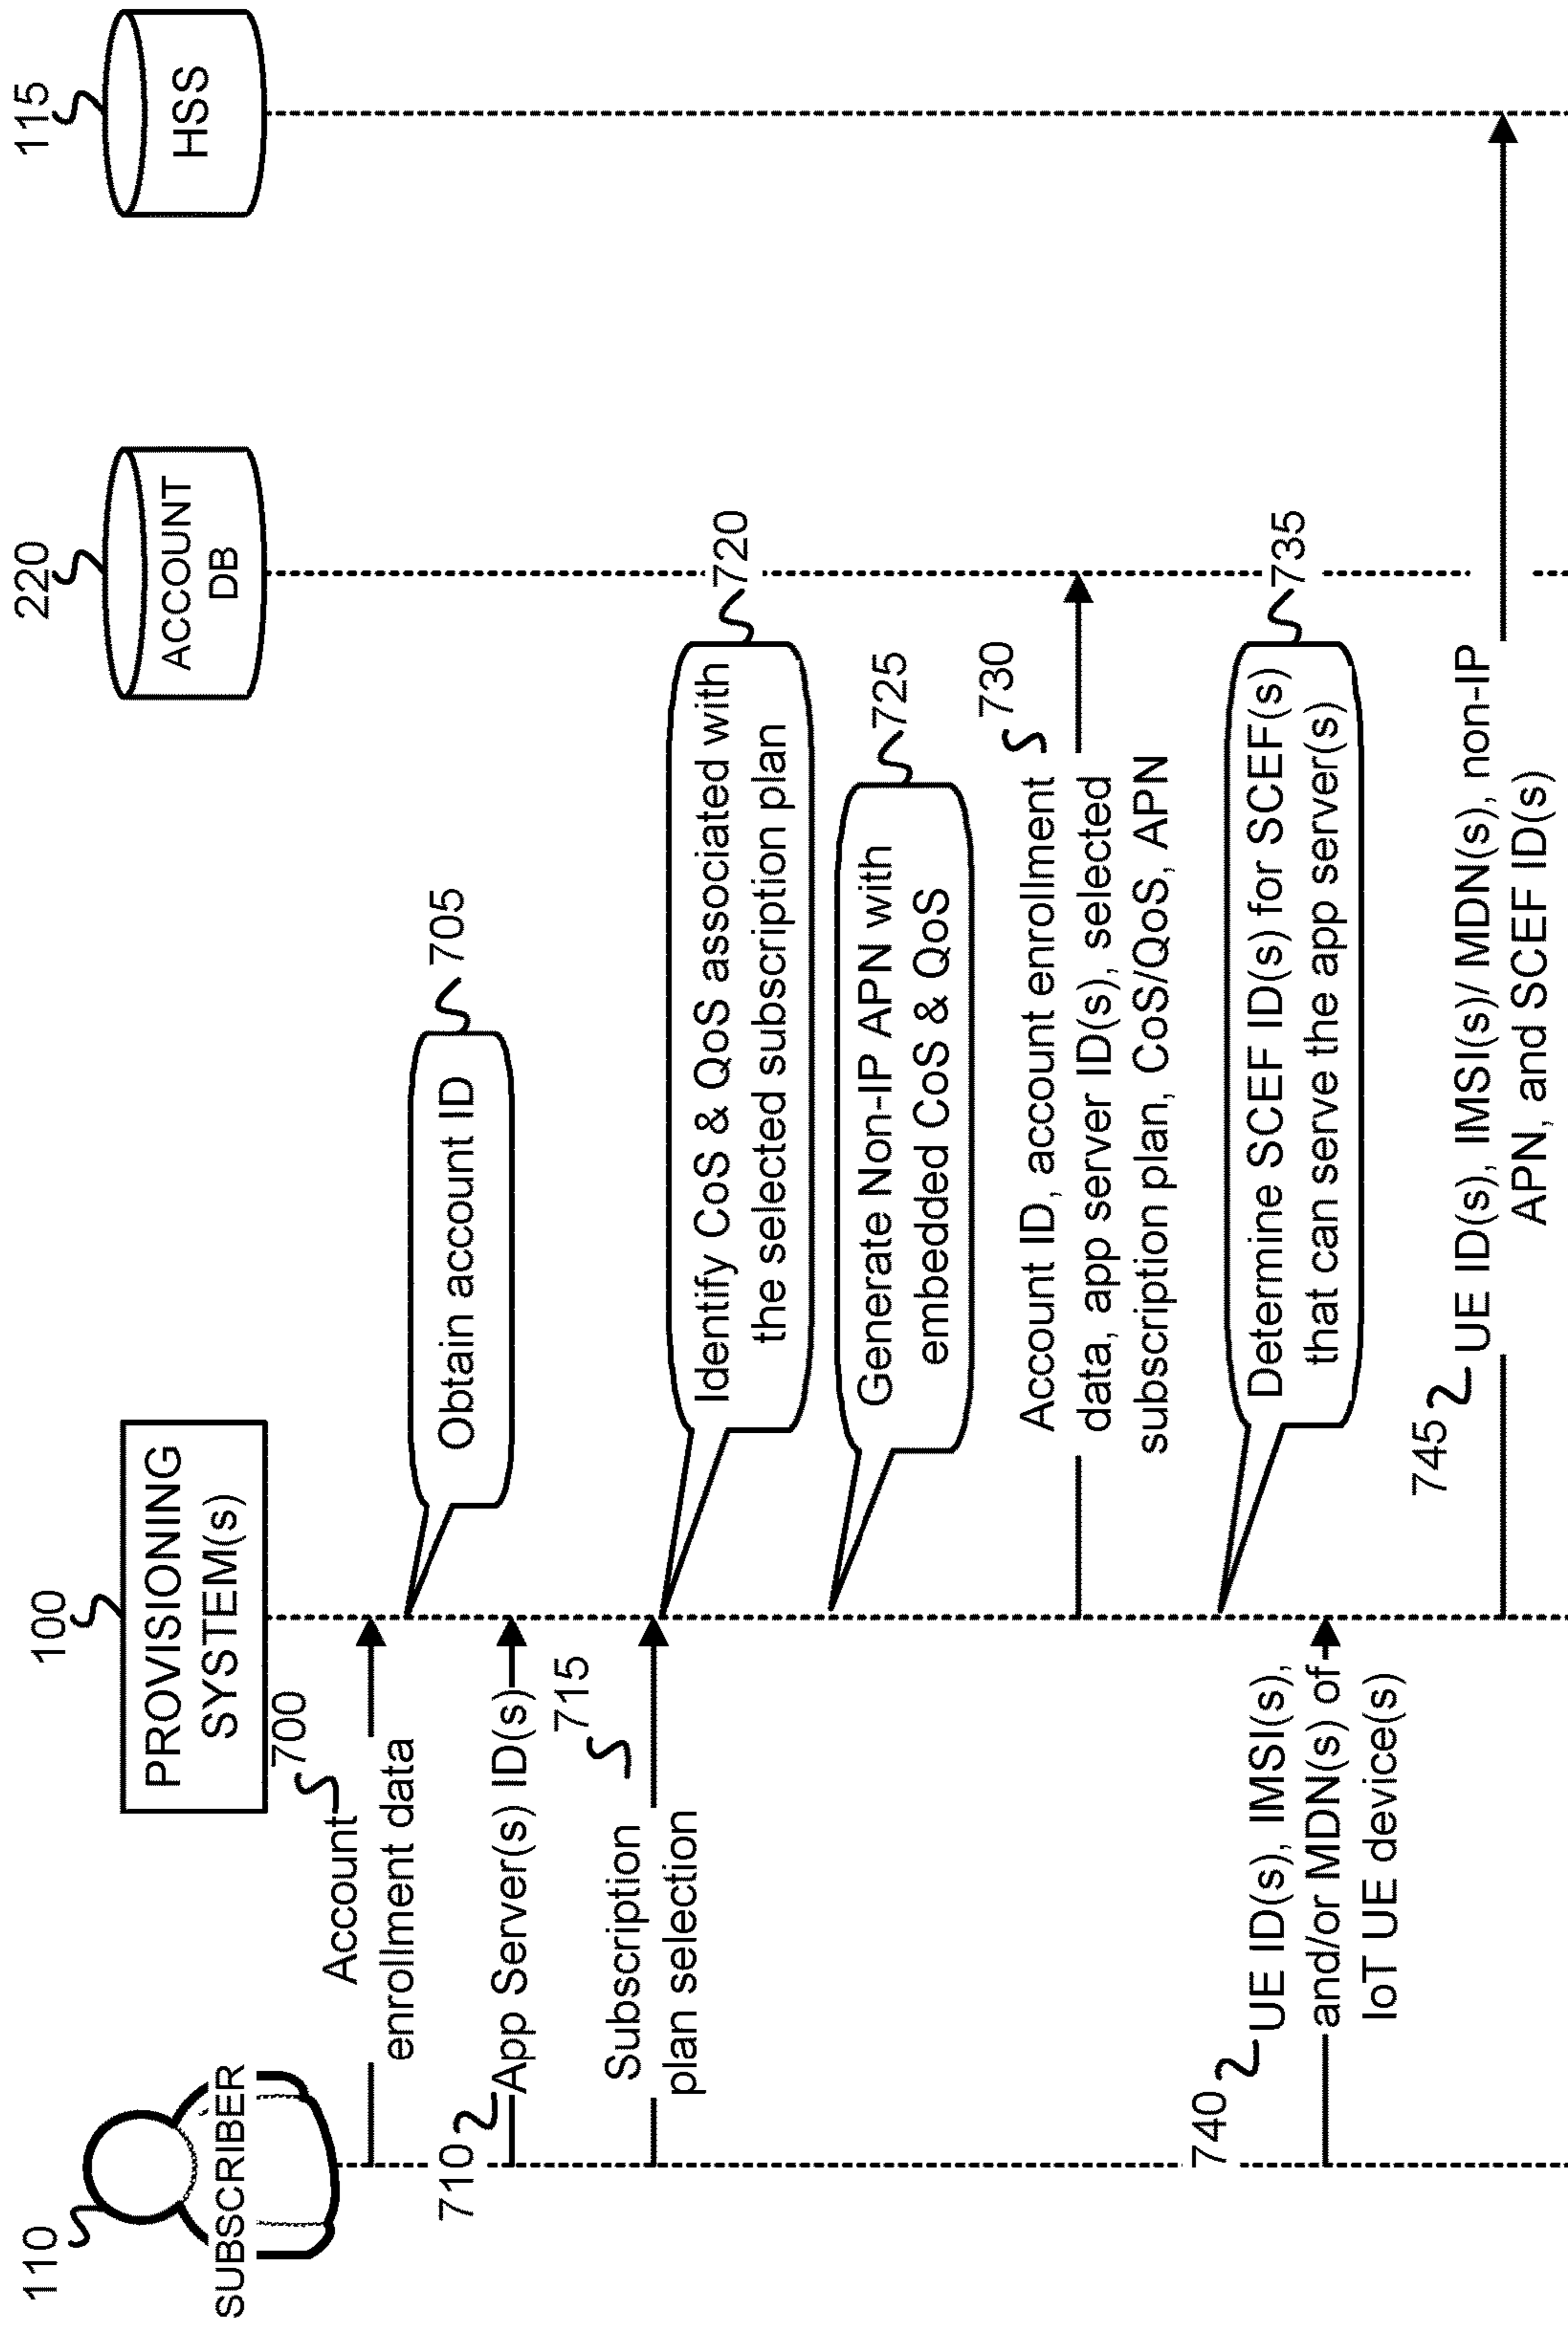 110
SUBSCRIBER
100
PROVISIONING
SYSTEM(s)
220
ACCOUNT
DB
115
HSS
700
Account
enrollment data
Obtain account ID
705
710
App Server(s) ID(s)
715
Subscription
plan selection
Identify CoS & QoS associated with
the selected subscription plan
720
Generate Non-IP APN with
embedded CoS & QoS
725
730
Account ID, account enrollment
data, app server ID(s), selected
subscription plan, CoS/QoS, APN
Determine SCEF ID(s) for SCEF(s)
that can serve the app server(s)
735
740
UE ID(s), IMSI(s),
and/or MDN(s) of
IoT UE device(s)
745
UE ID(s), IMSI(s)/ MDN(s), non-IP
APN, and SCEF ID(s)